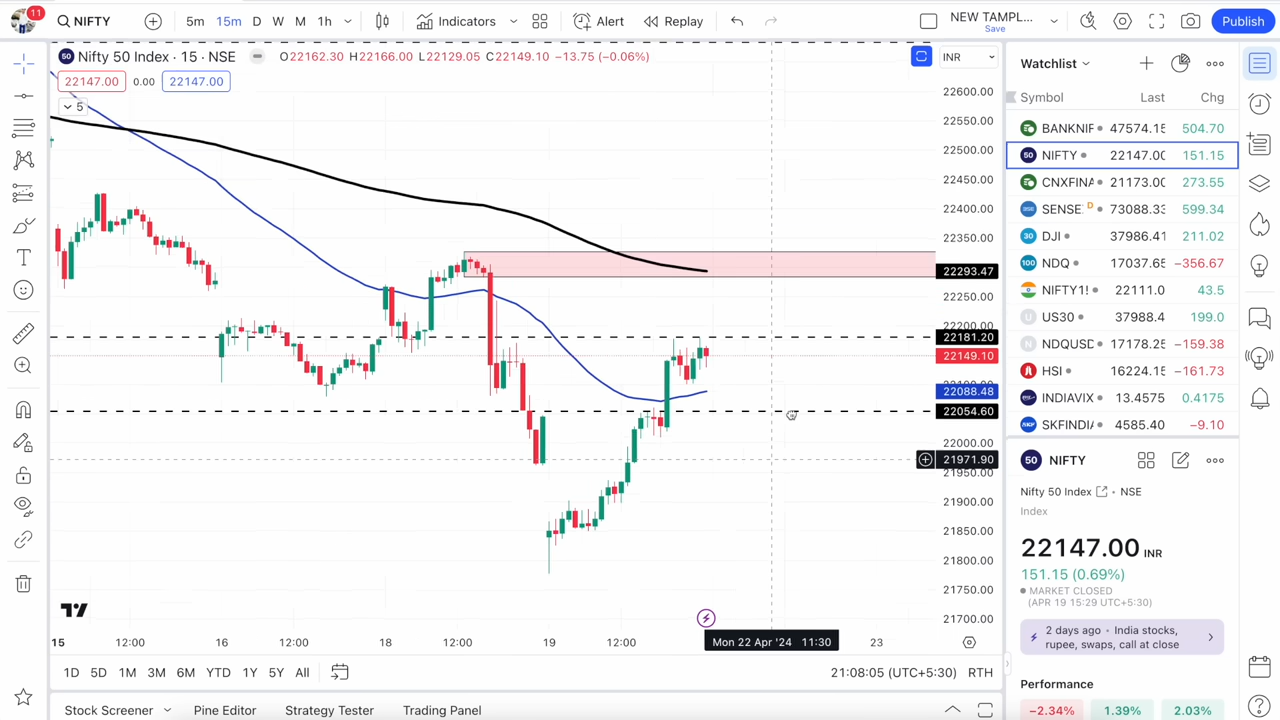 11
NIFTY
5m 15m D W M 1h
Indicators
Alert
Replay
NEW TAMPL...
Save
Publish
50 Nifty 50 Index · 15 · NSE
O22162.30 H22166.00 L22129.05 C22149.10 −13.75 (−0.06%)
INR
22147.00 0.00 22147.00
5
22600.00
22550.00
22500.00
22450.00
22400.00
22350.00
22293.47
22250.00
22200.00
22181.20
22149.10
22088.48
22054.60
22000.00
21971.90
21950.00
21900.00
21850.00
21800.00
21750.00
21700.00
15 12:00 16 12:00 18 12:00 19 12:00 Mon 22 Apr '24 11:30 23
1D 5D 1M 3M 6M YTD 1Y 5Y All
21:08:05 (UTC+5:30) RTH
Stock Screener Pine Editor Strategy Tester Trading Panel
Watchlist
Symbol Last Chg
BANKNIF 47574.15 504.70
50 NIFTY 22147.00 151.15
CNXFINA 21173.00 273.55
SENSE: D 73088.33 599.34
30 DJI 37986.41 211.02
100 NDQ 17037.65 −356.67
NIFTY1! 22111.0 43.5
U US30 37988.4 199.0
U NDQUSD 17178.25 −159.38
HSI 16224.15 −161.73
INDIAVIX 13.4575 0.4175
SKFINDIA 4585.40 −9.10
50 NIFTY
Nifty 50 Index · NSE
Index
22147.00 INR
151.15 (0.69%)
MARKET CLOSED
(APR 19 15:29 UTC+5:30)
2 days ago · India stocks,
rupee, swaps, call at close
Performance
−2.34% 1.39% 2.03%